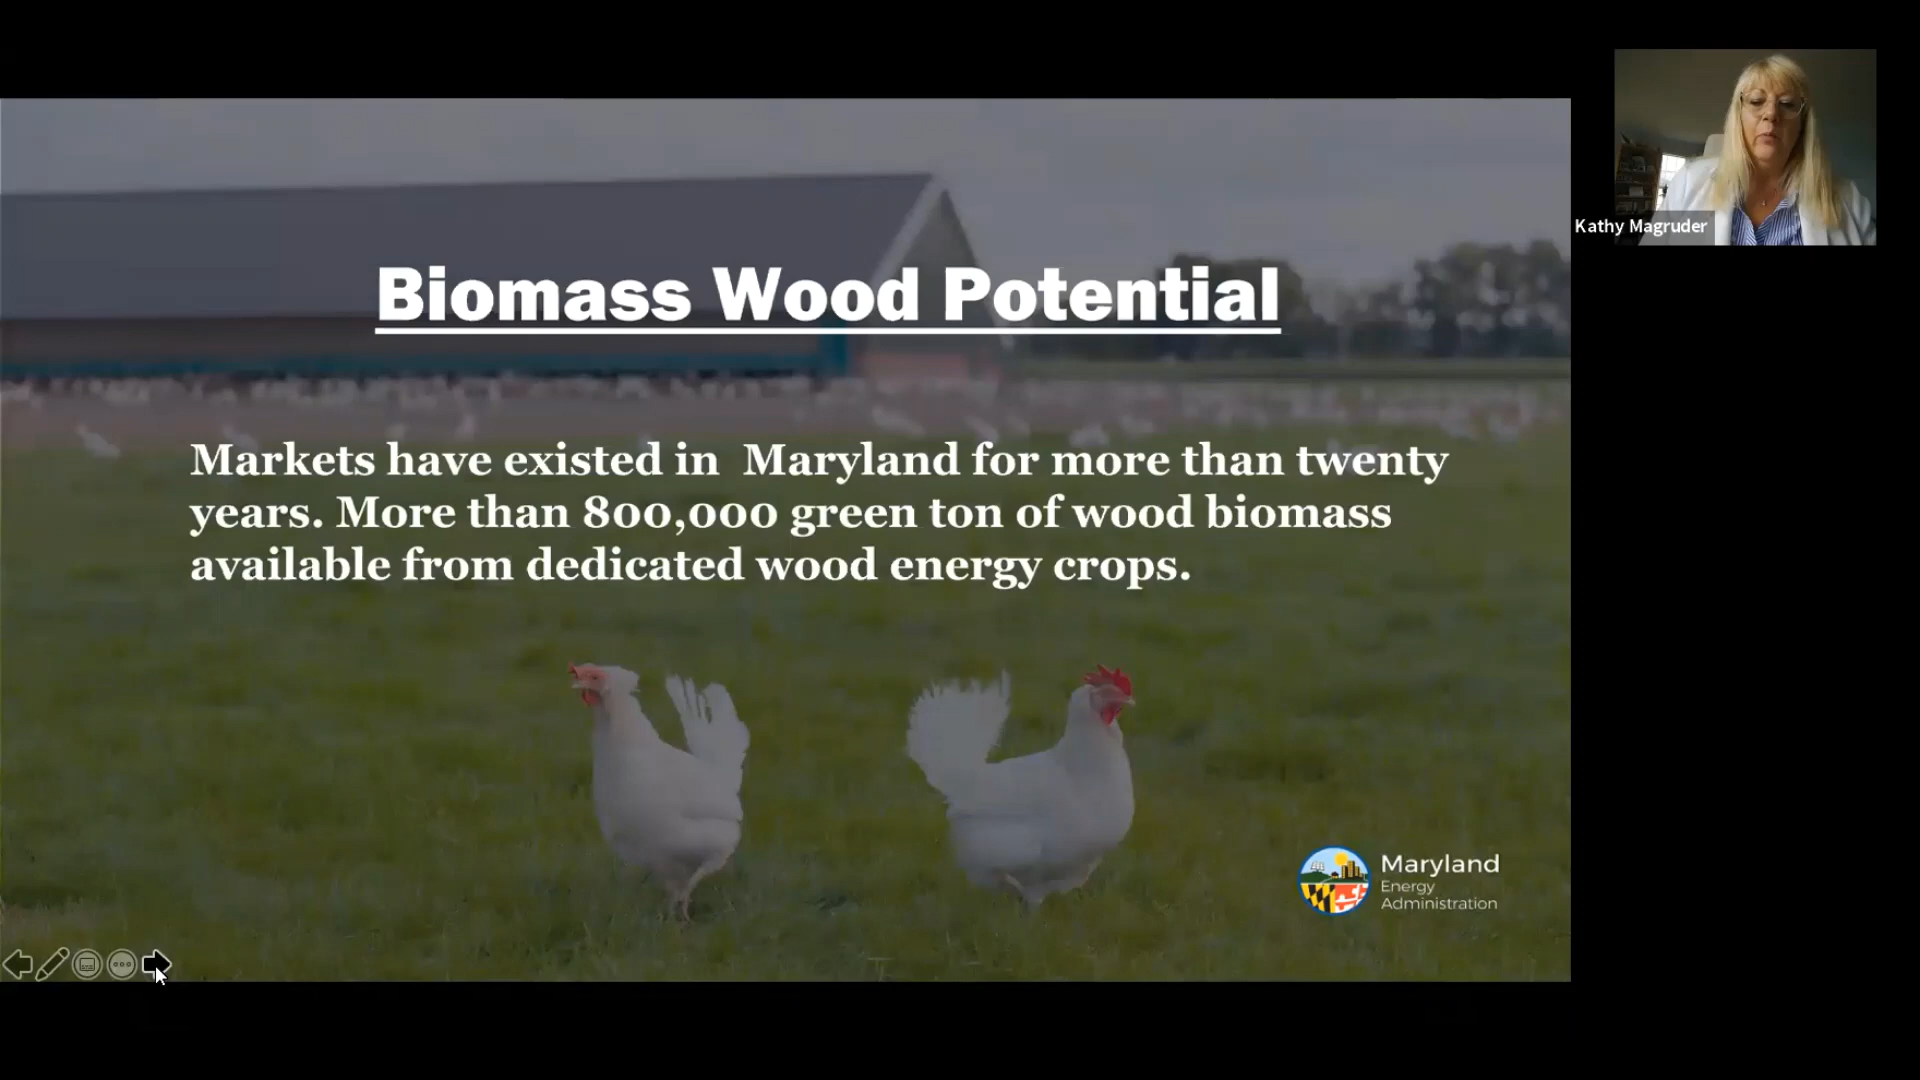 Biomass Wood Potential
Markets have existed in  Maryland for more than twenty
years. More than 800,000 green ton of wood biomass
available from dedicated wood energy crops.
Maryland
Energy
Administration
Kathy Magruder